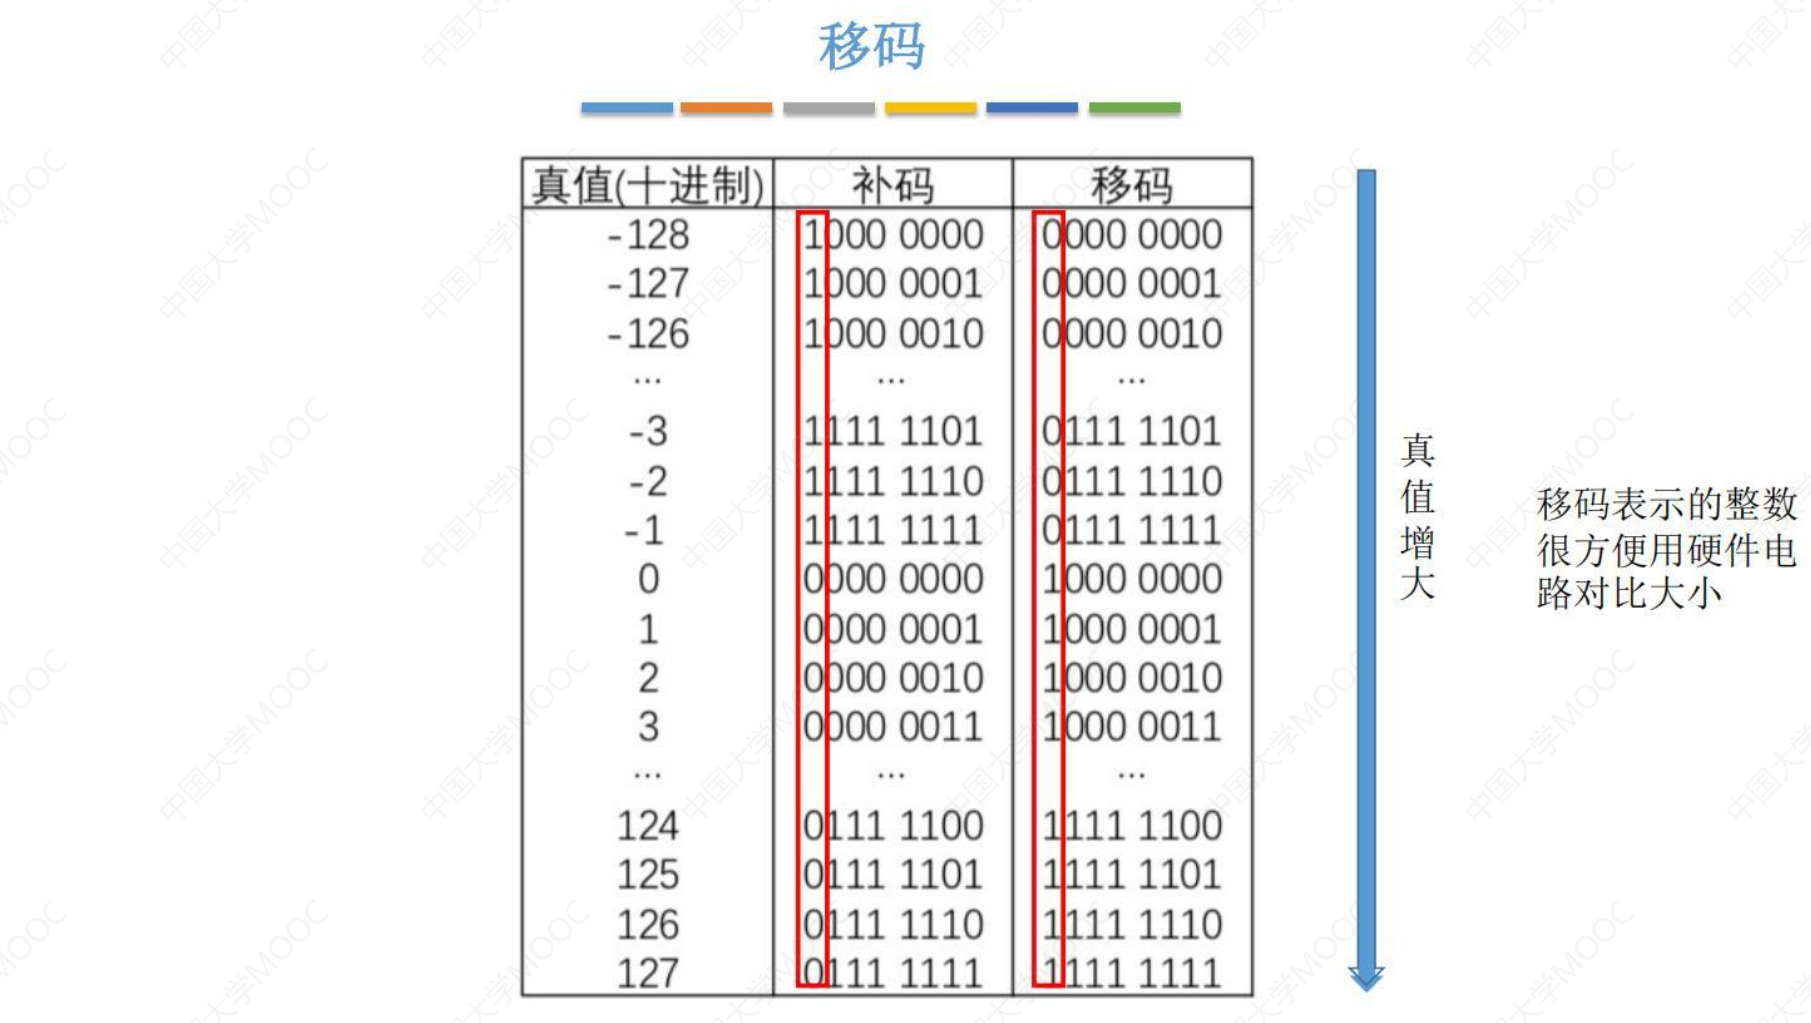 移码
真值(十进制) 补码 移码
-128 1000 0000 0000 0000
-127 1000 0001 0000 0001
-126 1000 0010 0000 0010
... ... ...
-3 1111 1101 0111 1101
-2 1111 1110 0111 1110
-1 1111 1111 0111 1111
0 0000 0000 1000 0000
1 0000 0001 1000 0001
2 0000 0010 1000 0010
3 0000 0011 1000 0011
... ... ...
124 0111 1100 1111 1100
125 0111 1101 1111 1101
126 0111 1110 1111 1110
127 0111 1111 1111 1111
真
值
增
大
移码表示的整数
很方便用硬件电
路对比大小
中国大学MOOC